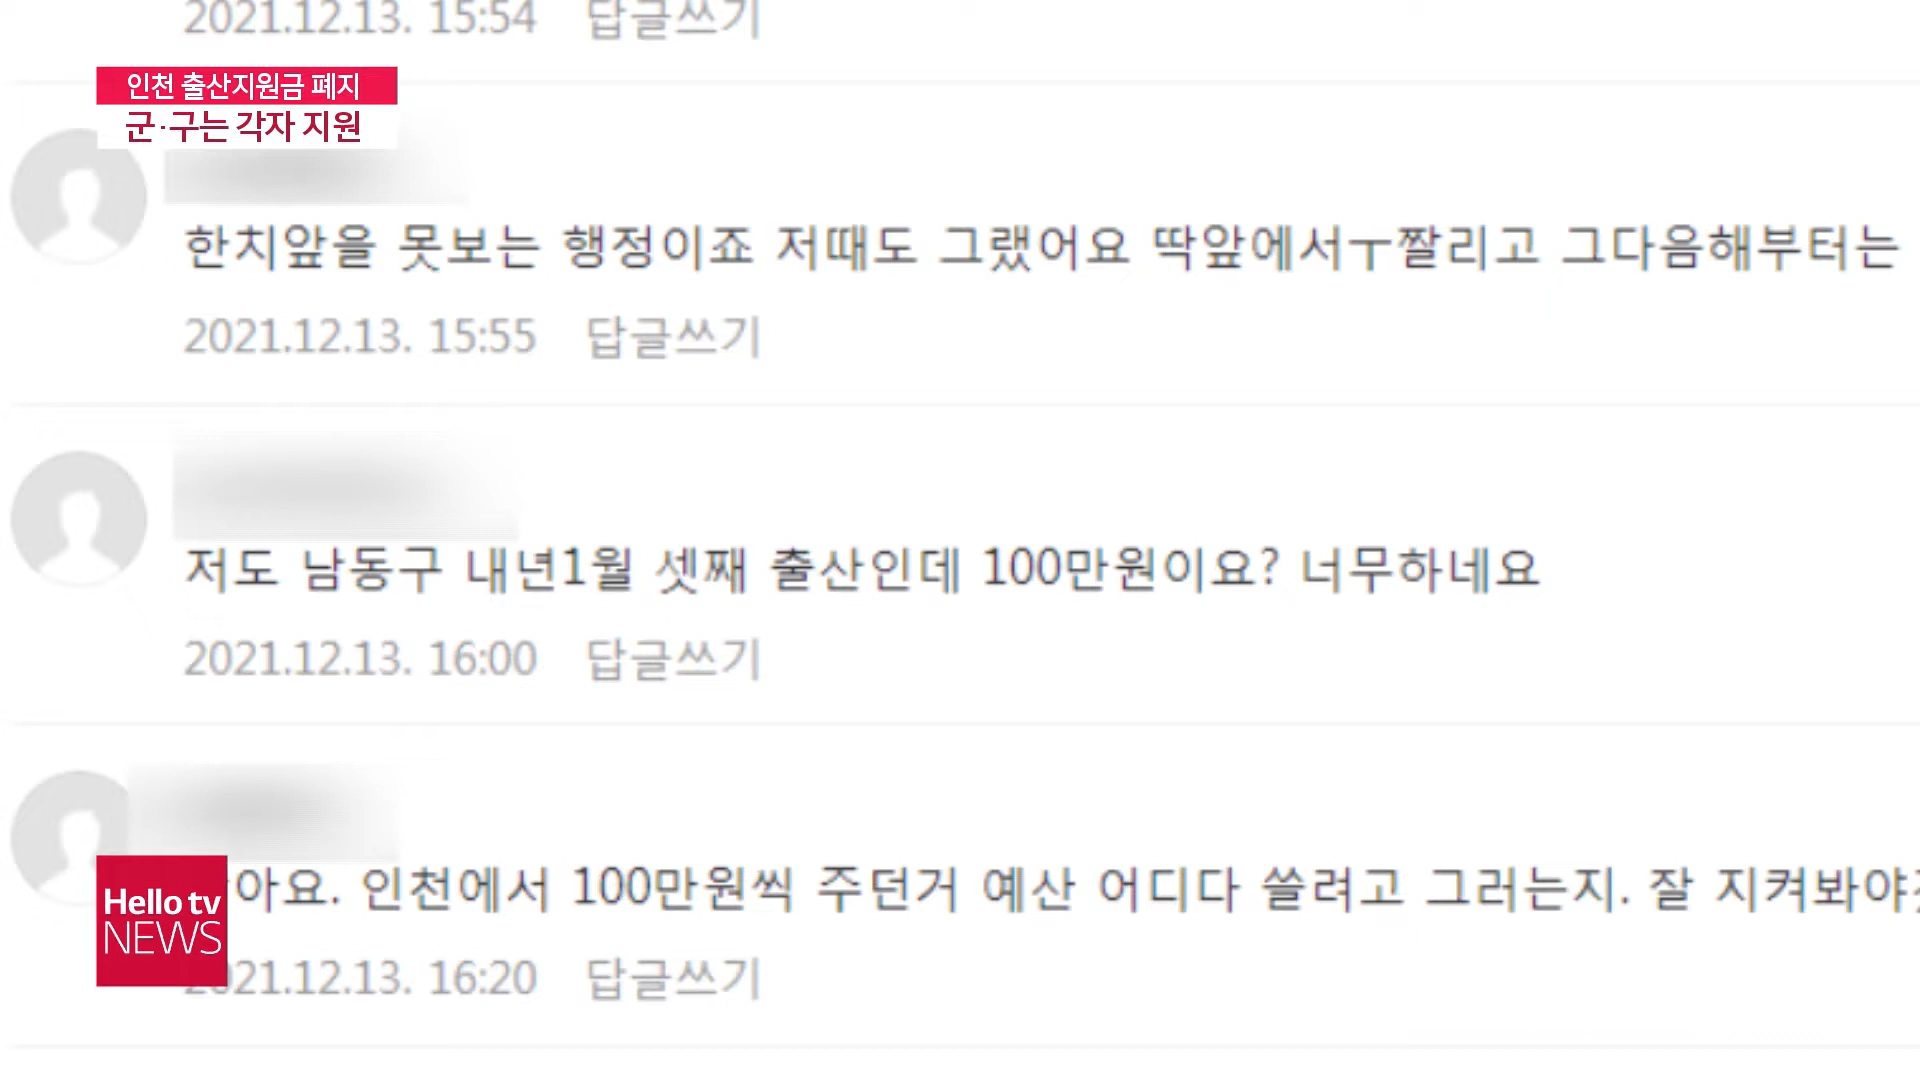 2021.12.13. 15:54 답글쓰기
인천 출산지원금 폐지
군·구는 각자 지원
한치앞을 못보는 행정이죠 저때도 그랬어요 딱앞에서ㅜ짤리고 그다음해부터는
2021.12.13. 15:55 답글쓰기
저도 남동구 내년1월 셋째 출산인데 100만원이요? 너무하네요
2021.12.13. 16:00 답글쓰기
아요. 인천에서 100만원씩 주던거 예산 어디다 쓸려고 그러는지. 잘 지켜봐야
Hello tv
NEWS
2021.12.13. 16:20 답글쓰기